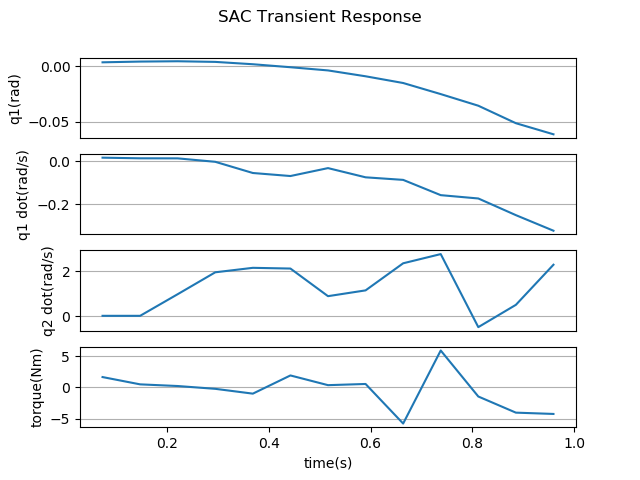 SAC Transient Response
0.00
−0.05
q1(rad)
0.0
−0.2
q1 dot(rad/s)
2
0
q2 dot(rad/s)
5
0
−5
torque(Nm)
0.2 0.4 0.6 0.8 1.0
time(s)